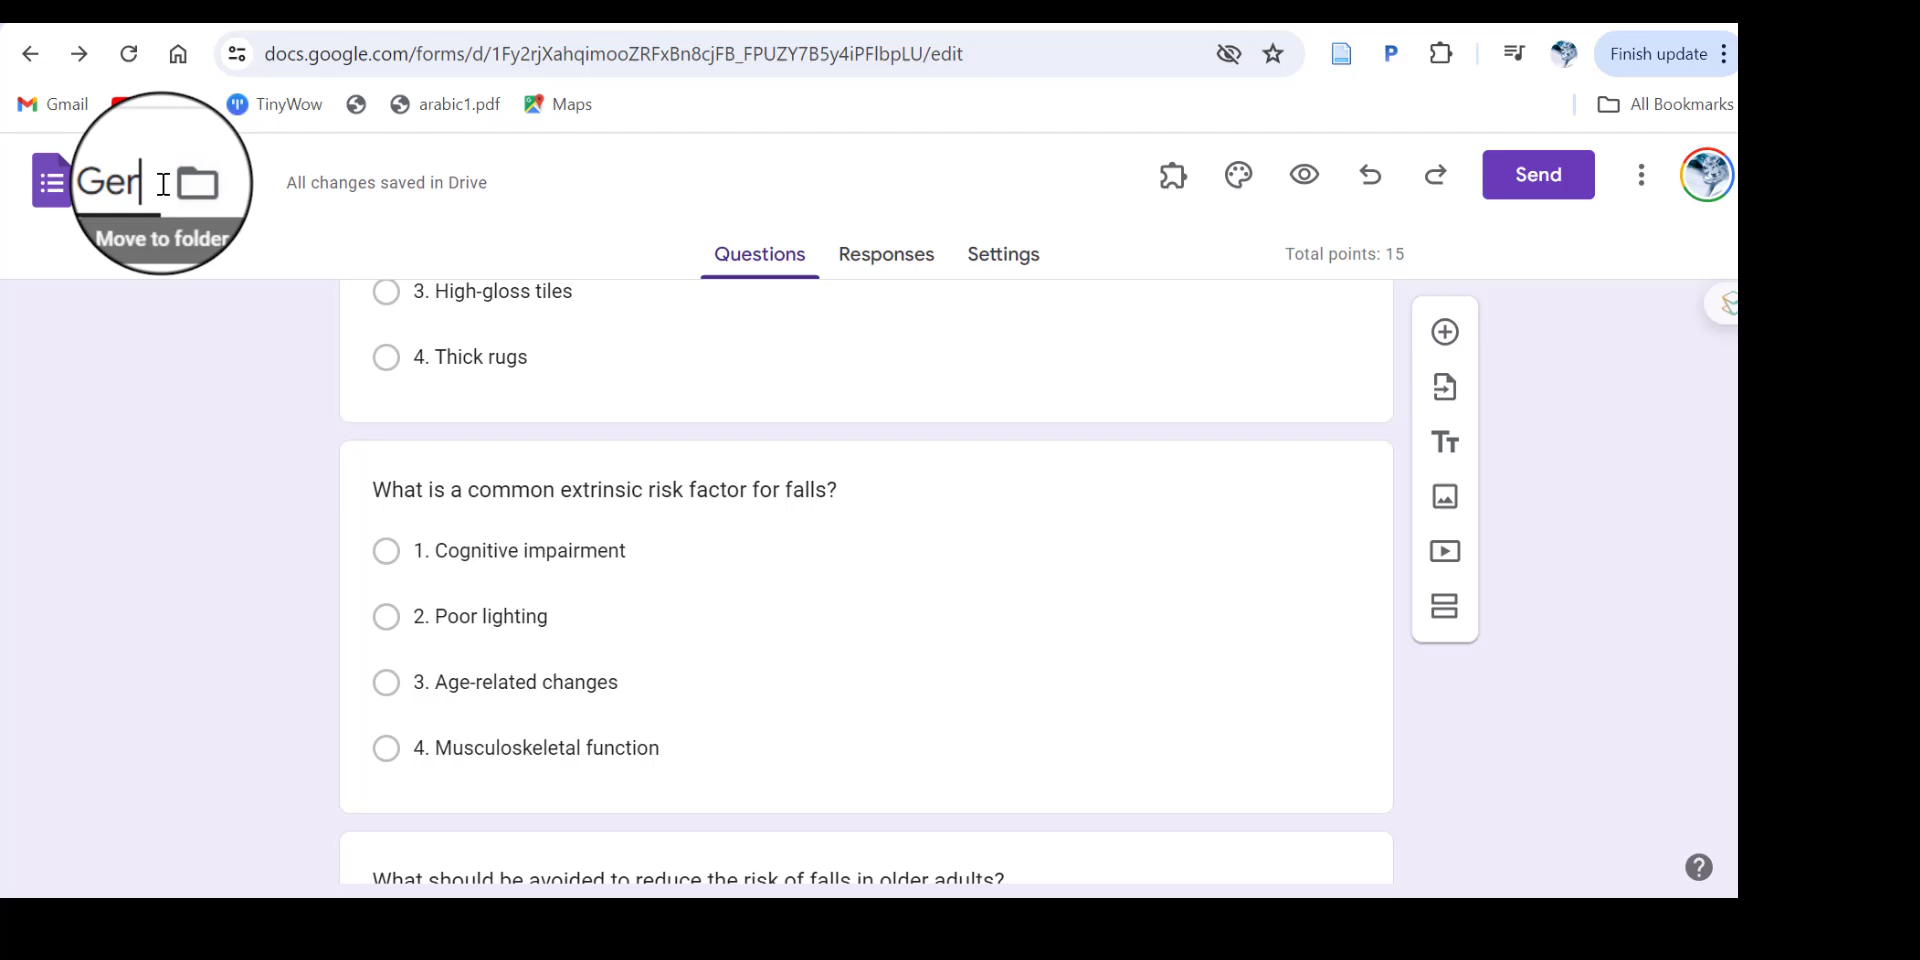 docs.google.com/forms/d/1Fy2rjXahqimooZRFxBn8cjFB_FPUZY7B5y4iPFlbpLU/edit
P
Finish update
Gmail
TinyWow
arabic1.pdf
Maps
All Bookmarks
Ger
All changes saved in Drive
Send
Move to folder
Questions
Responses
Settings
Total points: 15
3. High-gloss tiles
4. Thick rugs
What is a common extrinsic risk factor for falls?
1. Cognitive impairment
2. Poor lighting
3. Age-related changes
4. Musculoskeletal function
What should be avoided to reduce the risk of falls in older adults?